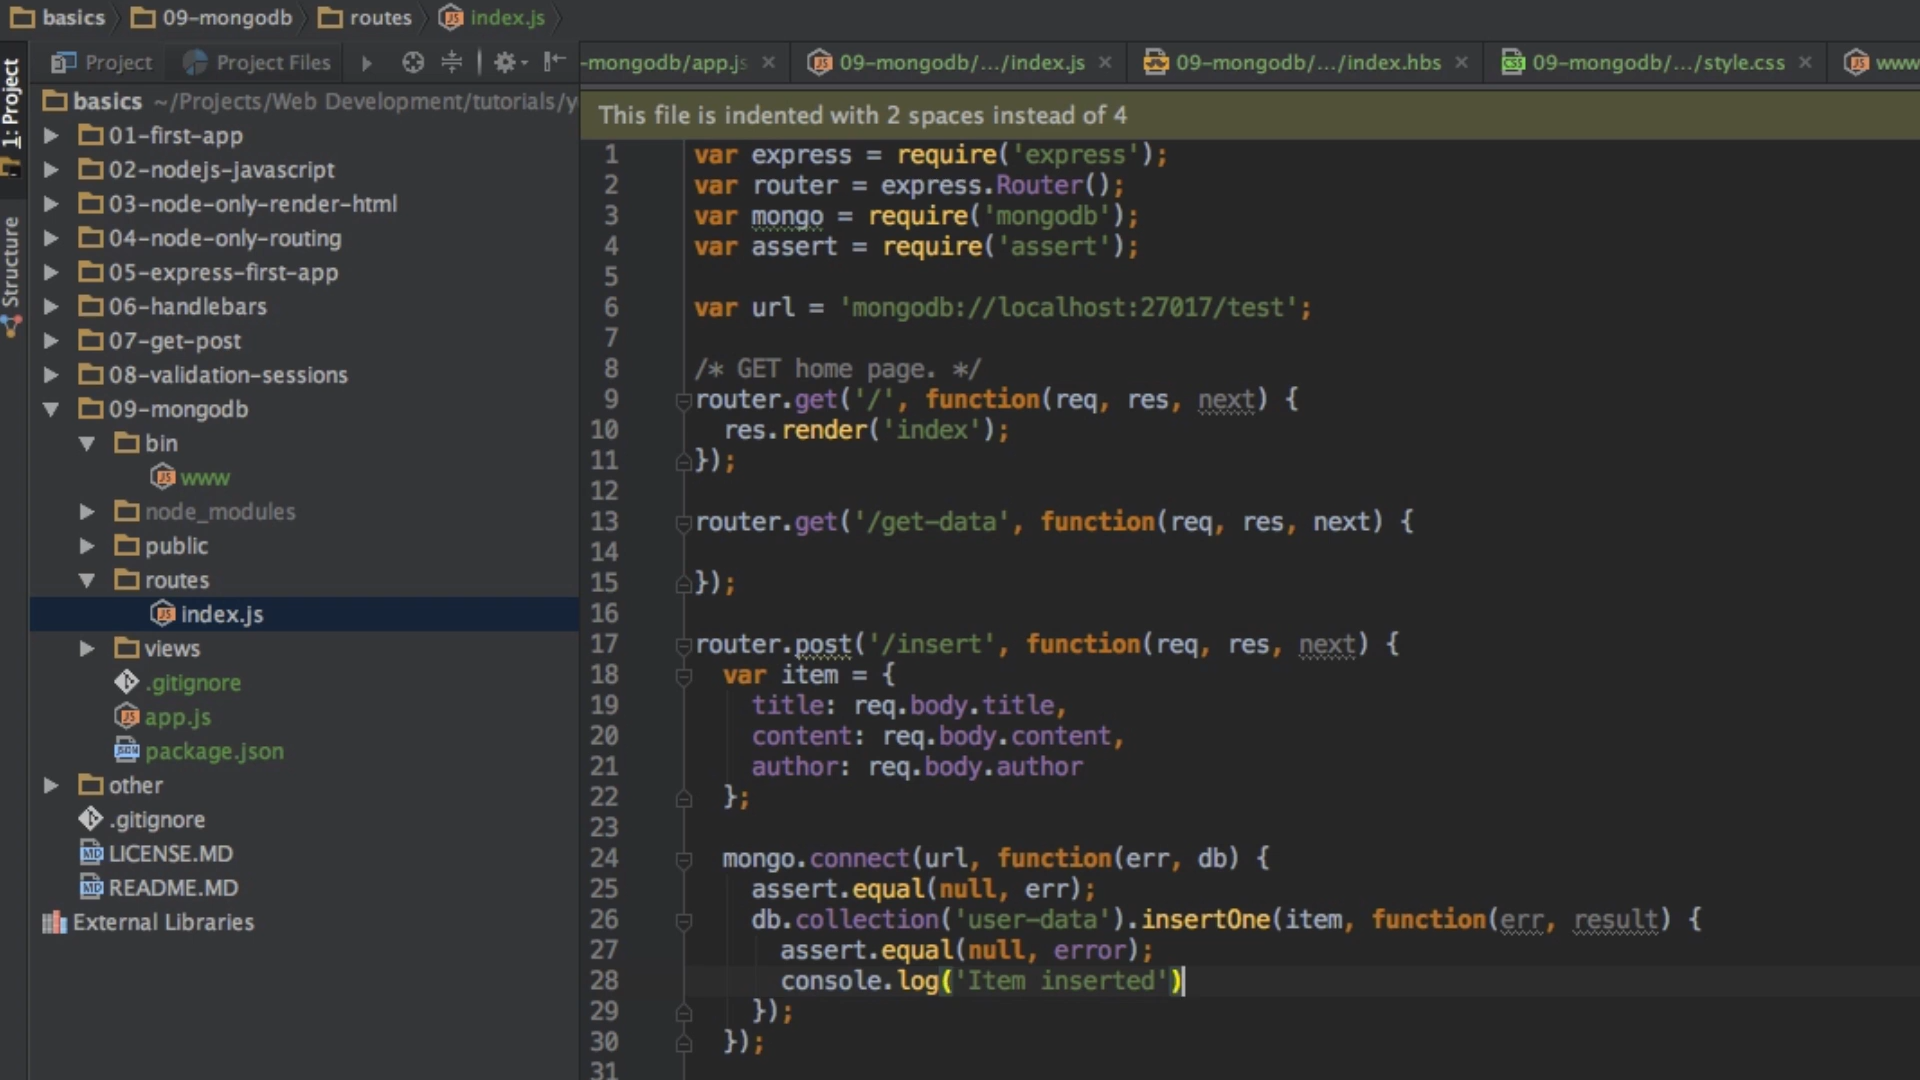 basics 09-mongodb routes index.js
1: Project
Structure
Project Project Files
-mongodb/app.js 09-mongodb/.../index.js 09-mongodb/.../index.hbs 09-mongodb/.../style.css www
basics ~/Projects/Web Development/tutorials/y
01-first-app
02-nodejs-javascript
03-node-only-render-html
04-node-only-routing
05-express-first-app
06-handlebars
07-get-post
08-validation-sessions
09-mongodb
bin
www
node_modules
public
routes
index.js
views
.gitignore
app.js
package.json
other
.gitignore
LICENSE.MD
README.MD
External Libraries
This file is indented with 2 spaces instead of 4
1 var express = require('express');
2 var router = express.Router();
3 var mongo = require('mongodb');
4 var assert = require('assert');
5
6 var url = 'mongodb://localhost:27017/test';
7
8 /* GET home page. */
9 router.get('/', function(req, res, next) {
10   res.render('index');
11 });
12
13 router.get('/get-data', function(req, res, next) {
14
15 });
16
17 router.post('/insert', function(req, res, next) {
18   var item = {
19     title: req.body.title,
20     content: req.body.content,
21     author: req.body.author
22   };
23
24   mongo.connect(url, function(err, db) {
25     assert.equal(null, err);
26     db.collection('user-data').insertOne(item, function(err, result) {
27       assert.equal(null, error);
28       console.log('Item inserted')
29     });
30   });
31